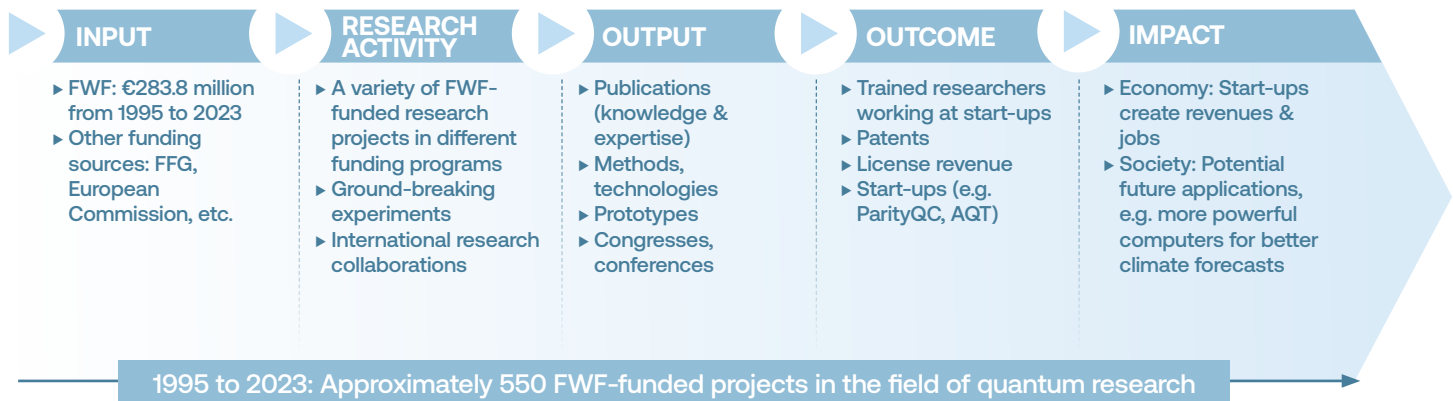 INPUT
FWF: €283.8 million
from 1995 to 2023
Other funding
sources: FFG,
European
Commission, etc.
RESEARCH
ACTIVITY
A variety of FWF-
funded research
projects in different
funding programs
Ground-breaking
experiments
International research
collaborations
OUTPUT
Publications
(knowledge &
expertise)
Methods,
technologies
Prototypes
Congresses,
conferences
OUTCOME
Trained researchers
working at start-ups
Patents
License revenue
Start-ups (e.g.
ParityQC, AQT)
IMPACT
Economy: Start-ups
create revenues &
jobs
Society: Potential
future applications,
e.g. more powerful
computers for better
climate forecasts
1995 to 2023: Approximately 550 FWF-funded projects in the field of quantum research